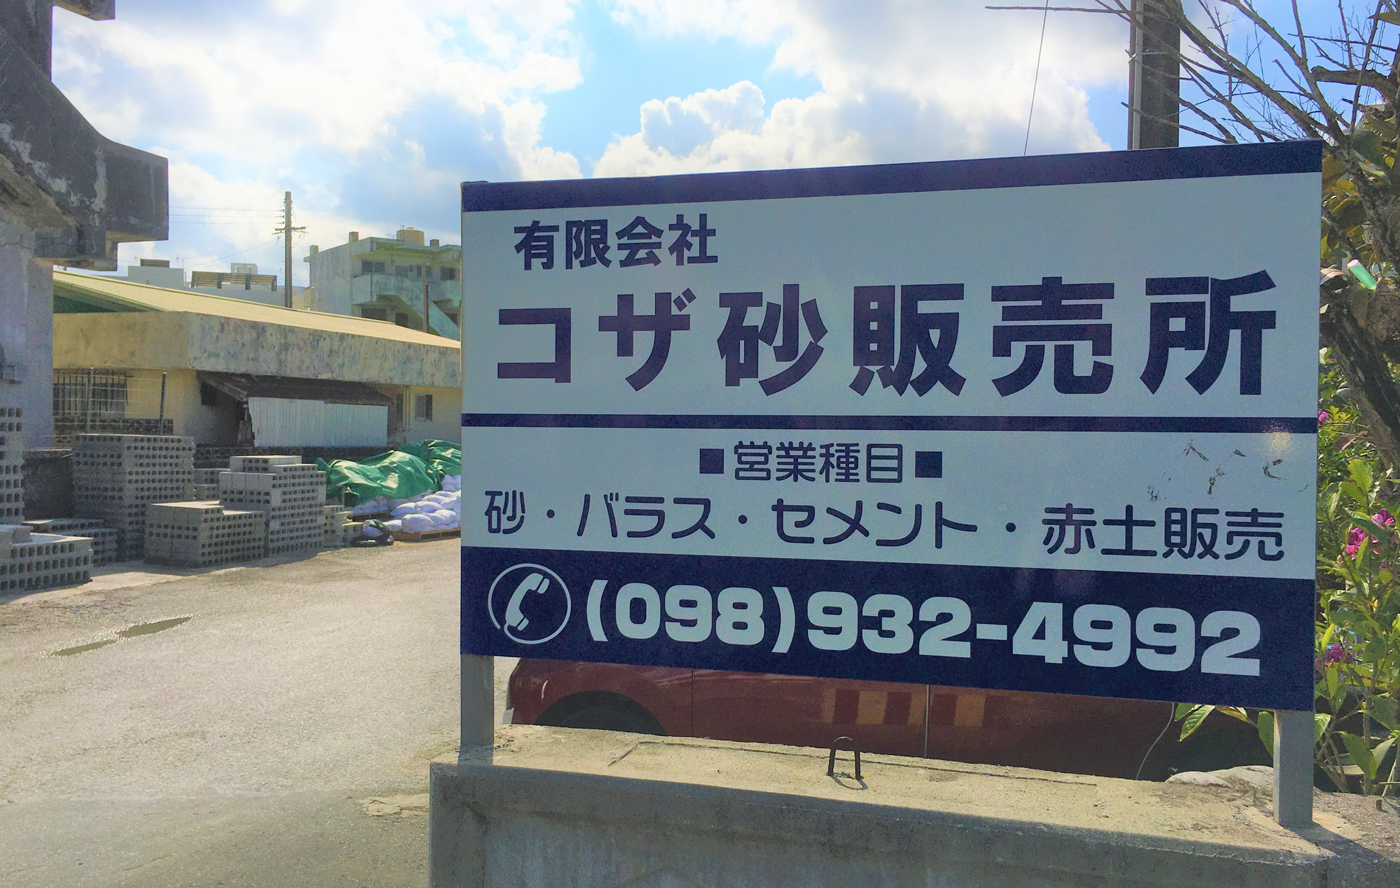 有限会社
コザ砂販売所
■営業種目■
砂・バラス・セメント・赤土販売
(098)932-4992